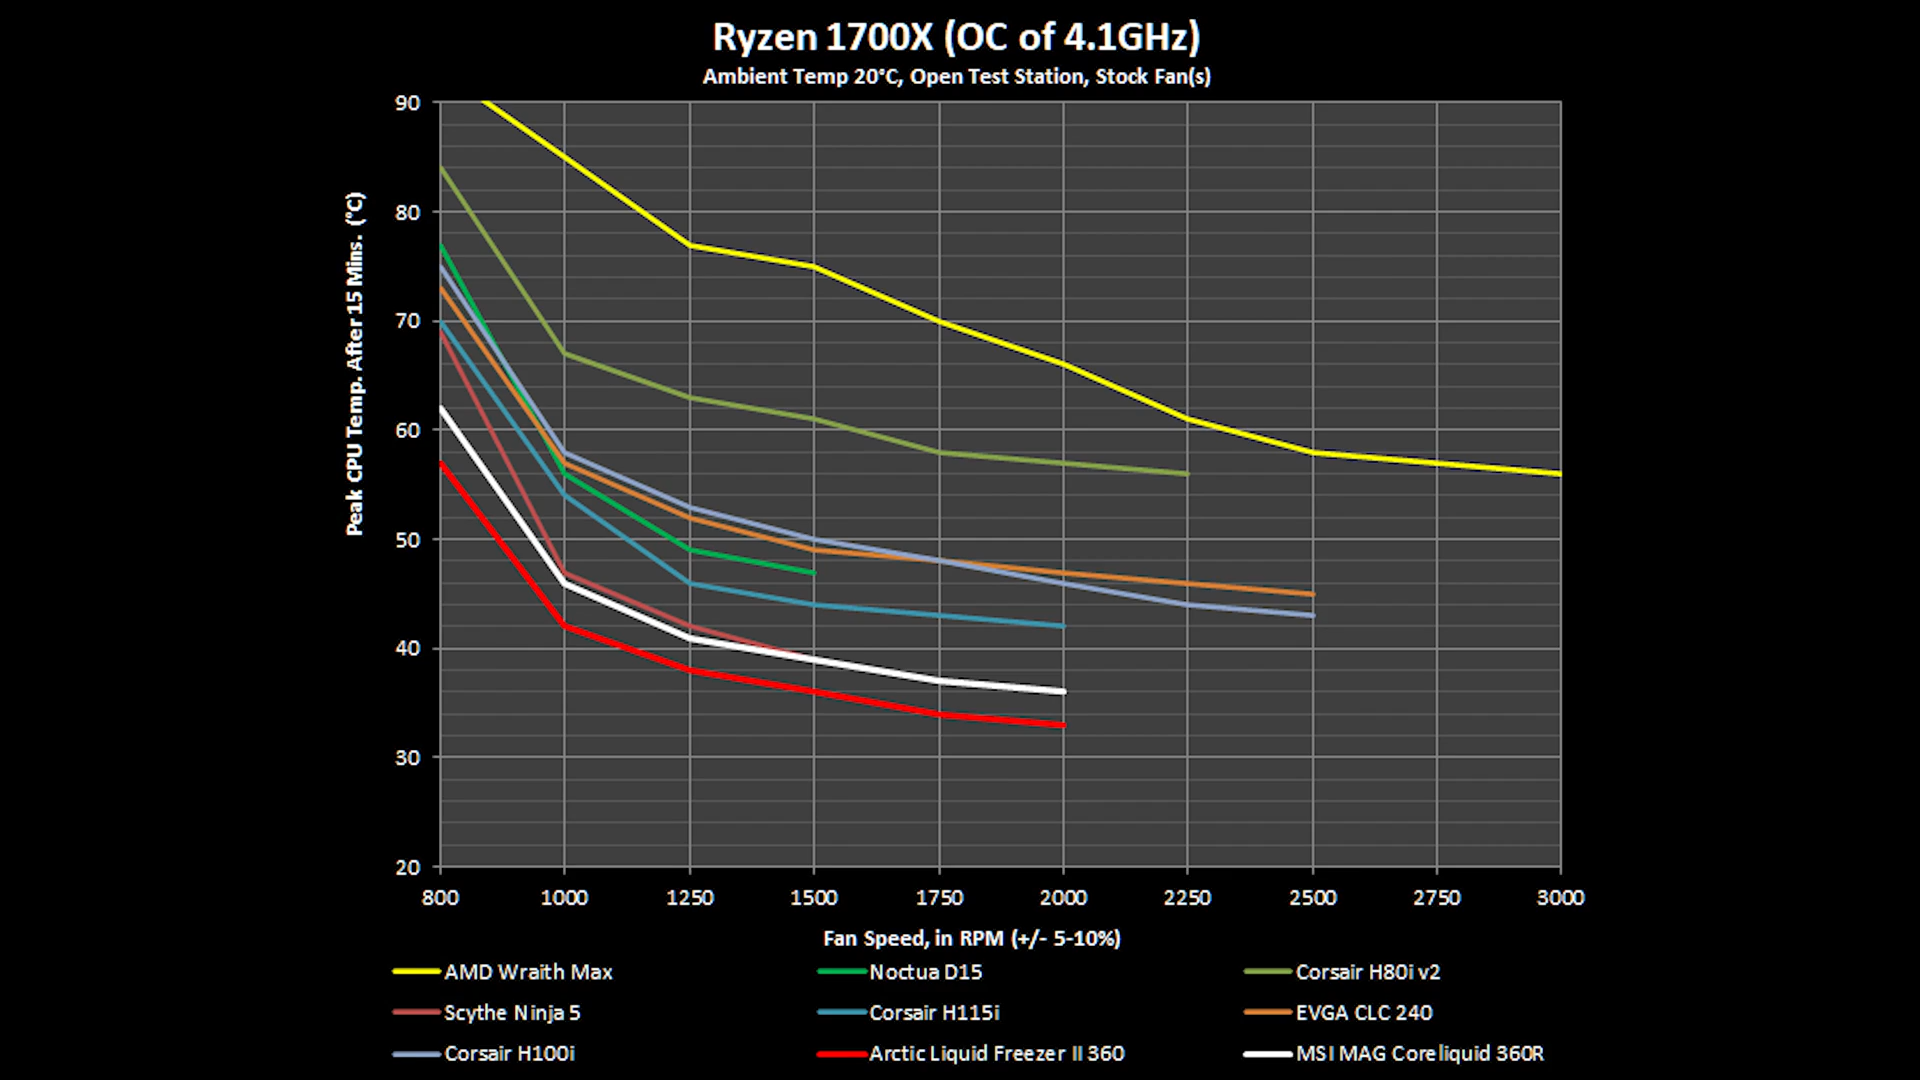 Ryzen 1700X (OC of 4.1GHz)
Ambient Temp 20°C, Open Test Station, Stock Fan(s)
Peak CPU Temp. After 15 Mins. (°C)
90
80
70
60
50
40
30
20
800 1000 1250 1500 1750 2000 2250 2500 2750 3000
Fan Speed, in RPM (+/- 5-10%)
AMD Wraith Max Noctua D15 Corsair H80i v2
Scythe Ninja 5 Corsair H115i EVGA CLC 240
Corsair H100i Arctic Liquid Freezer II 360 MSI MAG Coreliquid 360R